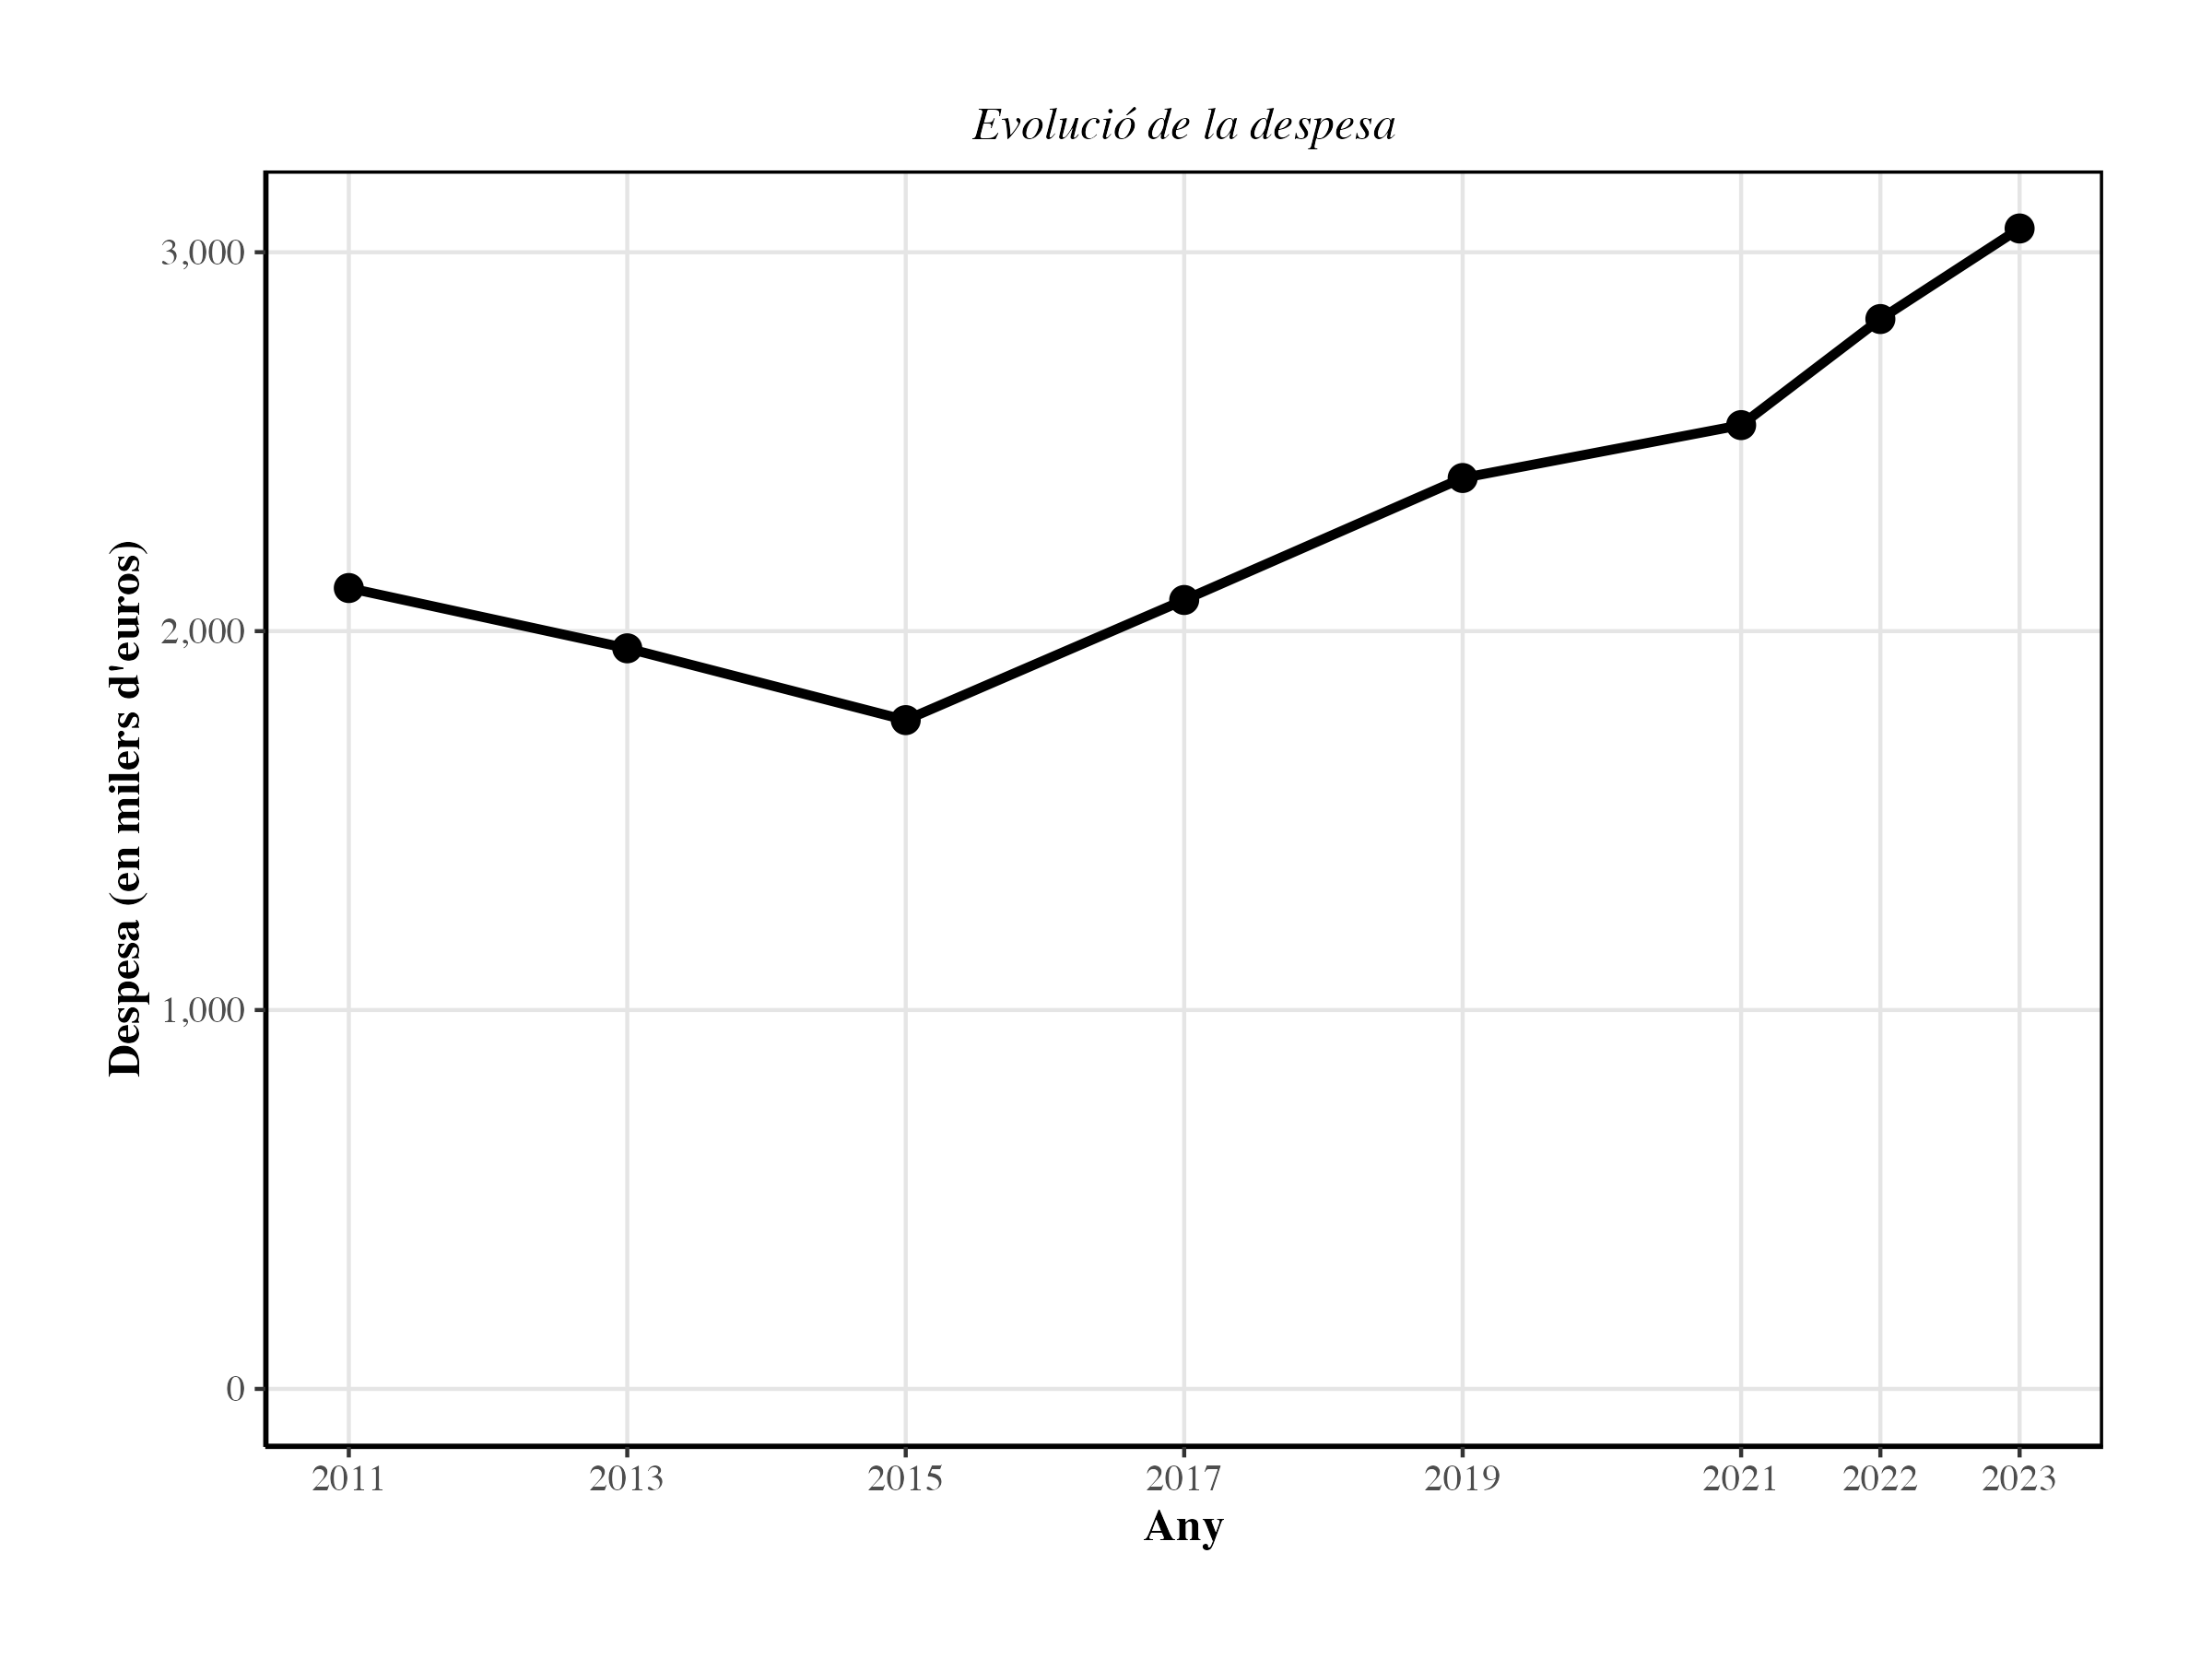 Evolució de la despesa
Despesa (en milers d'euros)
3,000
2,000
1,000
0
2011 2013 2015 2017 2019 2021 2022 2023
Any